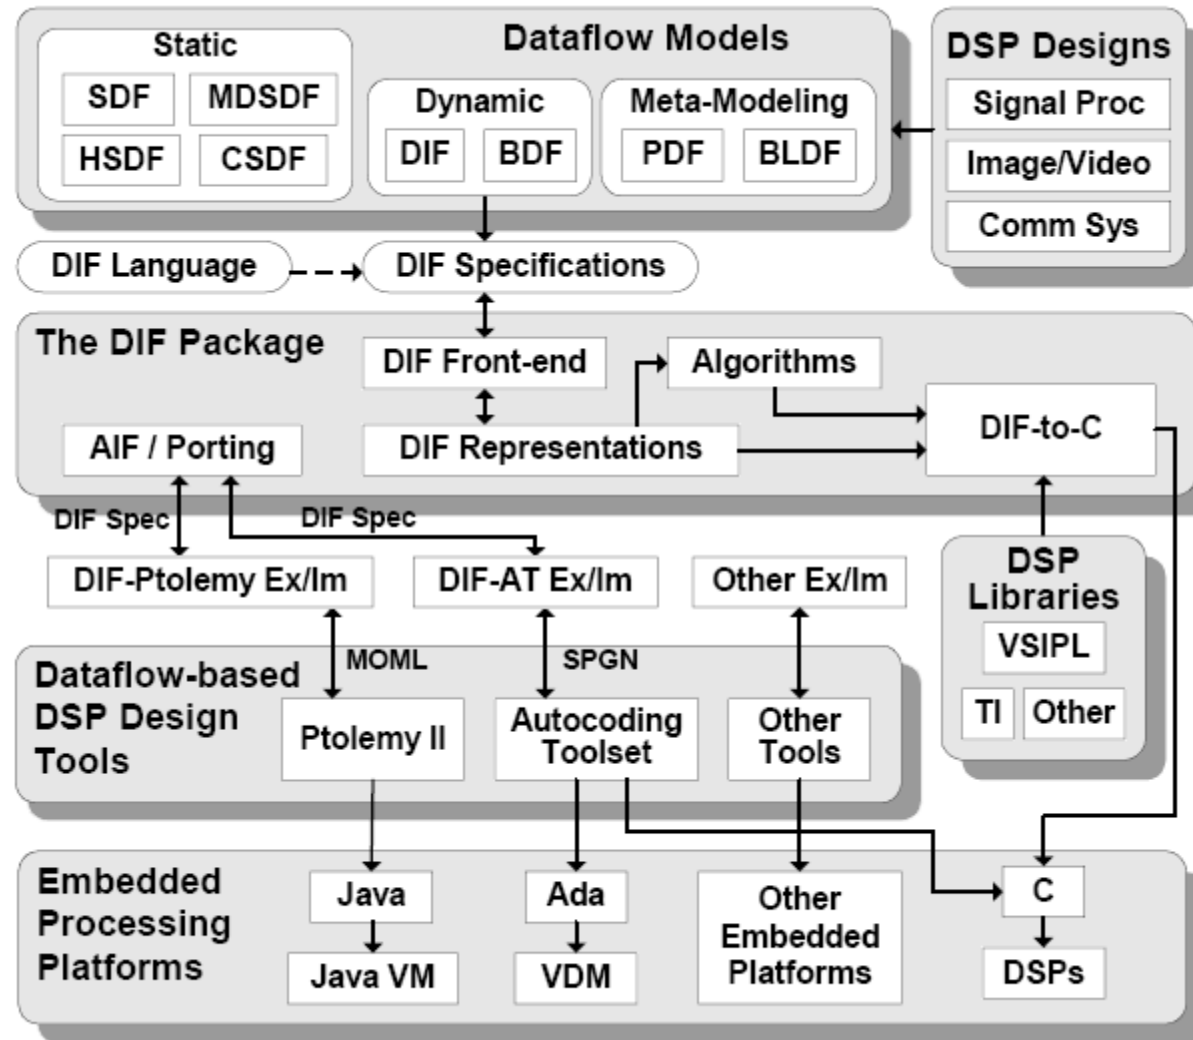 Dataflow Models
Static
SDF
MDSDF
HSDF
CSDF
Dynamic
DIF
BDF
Meta-Modeling
PDF
BLDF
DSP Designs
Signal Proc
Image/Video
Comm Sys
DIF Language
DIF Specifications
The DIF Package
DIF Front-end
Algorithms
DIF-to-C
AIF / Porting
DIF Representations
DIF Spec
DIF Spec
DIF-Ptolemy Ex/Im
DIF-AT Ex/Im
Other Ex/Im
DSP
Libraries
VSIPL
TI
Other
MOML
SPGN
Dataflow-based
DSP Design
Tools
Ptolemy II
Autocoding
Toolset
Other
Tools
Embedded
Processing
Platforms
Java
Java VM
Ada
VDM
Other
Embedded
Platforms
C
DSPs